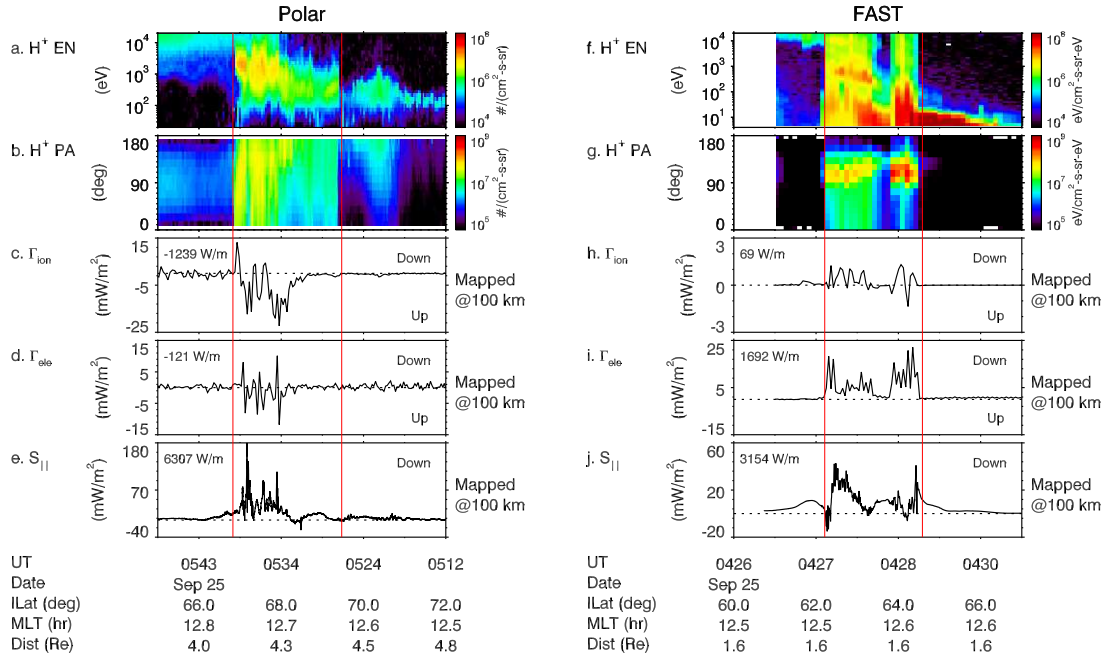 Polar
FAST
a. H⁺ EN
(eV)
10⁴
10³
10²
10⁸
10⁶
10⁴
#/(cm²-s-sr)
b. H⁺ PA
(deg)
180
90
0
10⁹
10⁷
10⁵
#/(cm²-s-sr)
c. Γion
(mW/m²)
15
-5
-25
-1239 W/m
Down
Up
Mapped
@100 km
d. Γele
(mW/m²)
15
5
-5
-15
-121 W/m
Down
Up
Mapped
@100 km
e. S||
(mW/m²)
180
70
-40
6307 W/m
Down
Mapped
@100 km
UT 0543 0534 0524 0512
Date Sep 25
ILat (deg) 66.0 68.0 70.0 72.0
MLT (hr) 12.8 12.7 12.6 12.5
Dist (Re) 4.0 4.3 4.5 4.8
f. H⁺ EN
(eV)
10⁴
10³
10²
10¹
10⁸
10⁶
10⁴
eV/cm²-s-sr-eV
g. H⁺ PA
(deg)
180
90
0
10⁹
10⁷
10⁵
eV/cm²-s-sr-eV
h. Γion
(mW/m²)
3
0
-3
69 W/m
Down
Up
Mapped
@100 km
i. Γele
(mW/m²)
25
5
-15
1692 W/m
Down
Up
Mapped
@100 km
j. S||
(mW/m²)
60
20
-20
3154 W/m
Down
Mapped
@100 km
UT 0426 0427 0428 0430
Date Sep 25
ILat (deg) 60.0 62.0 64.0 66.0
MLT (hr) 12.5 12.5 12.6 12.6
Dist (Re) 1.6 1.6 1.6 1.6